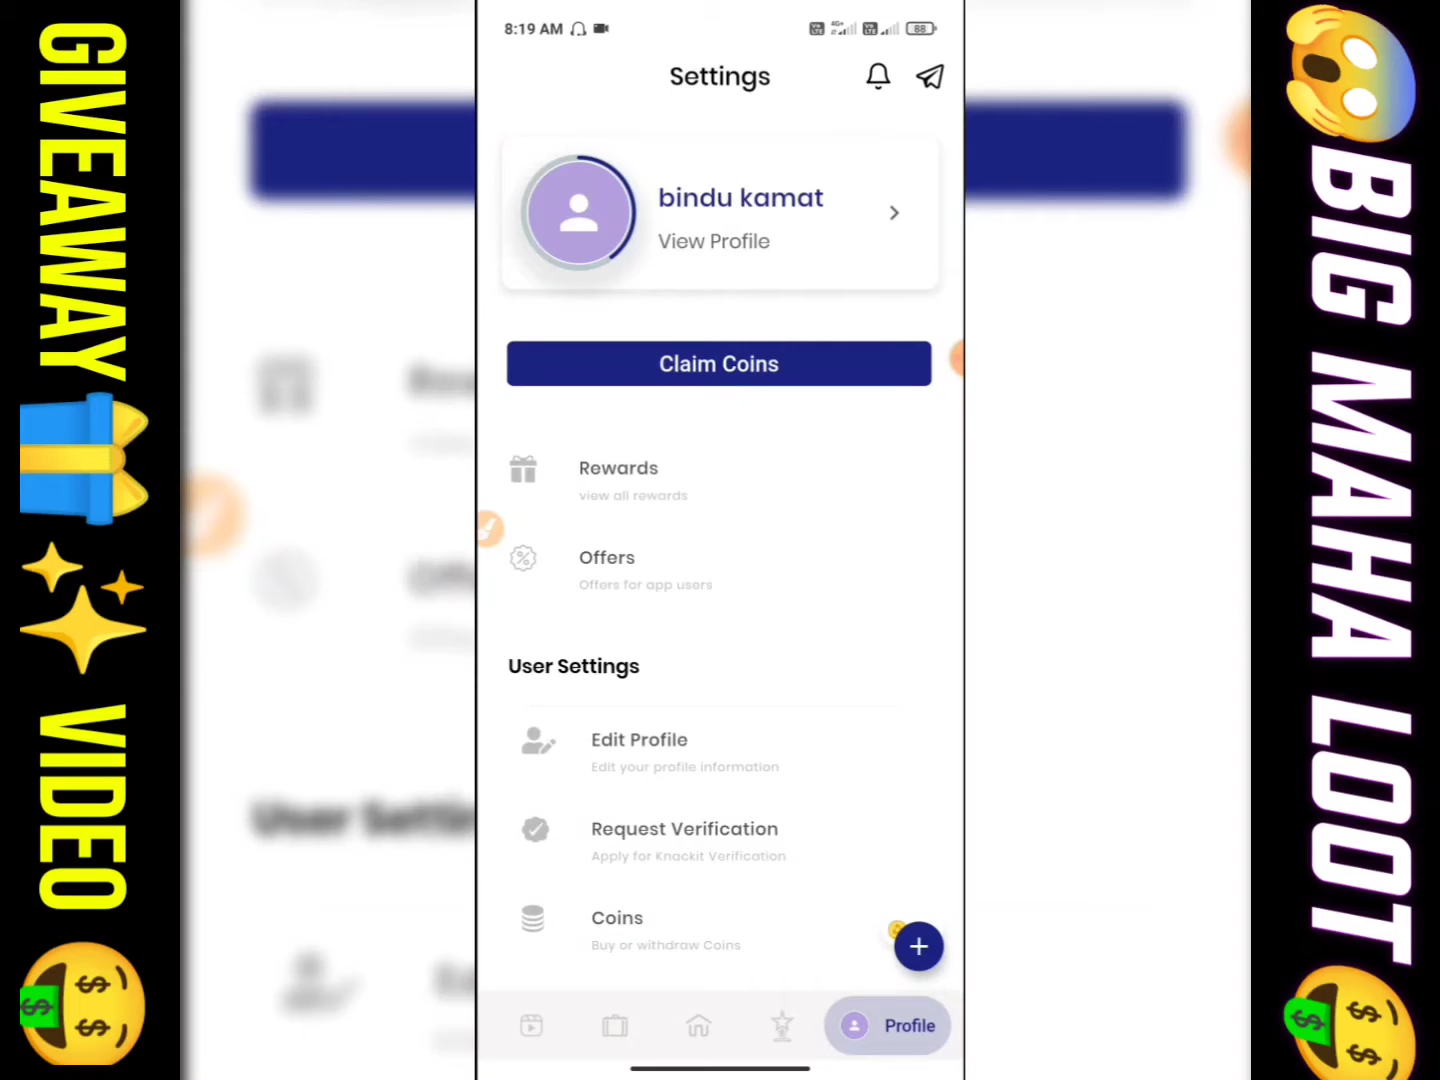 GIVEAWAY VIDEO
8:19 AM
88
Settings
bindu kamat
View Profile
Claim Coins
Rewards
view all rewards
Offers
Offers for app users
User Settings
Edit Profile
Edit your profile information
Request Verification
Apply for Knackit Verification
Coins
Buy or withdraw Coins
Profile
BIG MAHA LOOT